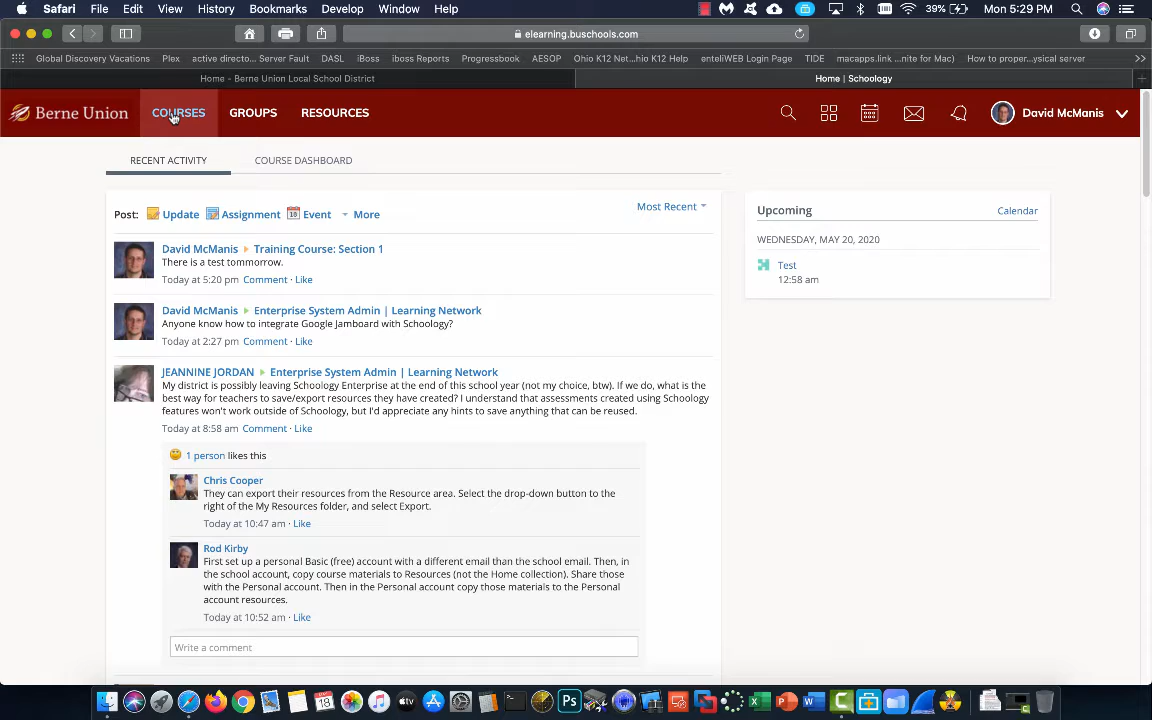 Safari File Edit View History Bookmarks Develop Window Help 39% Mon 5:29 PM
elearning.buschools.com
Global Discovery Vacations Plex active directo... Server Fault DASL iBoss iboss Reports Progressbook AESOP Ohio K12 Net...hio K12 Help enteliWEB Login Page TIDE macapps.link ...nite for Mac) How to proper...ysical server
Home - Berne Union Local School District Home | Schoology
Berne Union COURSES GROUPS RESOURCES David McManis
RECENT ACTIVITY COURSE DASHBOARD
Post: Update Assignment Event More Most Recent
David McManis Training Course: Section 1
There is a test tommorrow.
Today at 5:20 pm Comment · Like
David McManis Enterprise System Admin | Learning Network
Anyone know how to integrate Google Jamboard with Schoology?
Today at 2:27 pm Comment · Like
JEANNINE JORDAN Enterprise System Admin | Learning Network
My district is possibly leaving Schoology Enterprise at the end of this school year (not my choice, btw). If we do, what is the
best way for teachers to save/export resources they have created? I understand that assessments created using Schoology
features won't work outside of Schoology, but I'd appreciate any hints to save anything that can be reused.
Today at 8:58 am Comment · Like
1 person likes this
Chris Cooper
They can export their resources from the Resource area. Select the drop-down button to the
right of the My Resources folder, and select Export.
Today at 10:47 am · Like
Rod Kirby
First set up a personal Basic (free) account with a different email than the school email. Then, in
the school account, copy course materials to Resources (not the Home collection). Share those
with the Personal account. Then in the Personal account copy those materials to the Personal
account resources.
Today at 10:52 am · Like
Write a comment
Upcoming Calendar
WEDNESDAY, MAY 20, 2020
Test
12:58 am